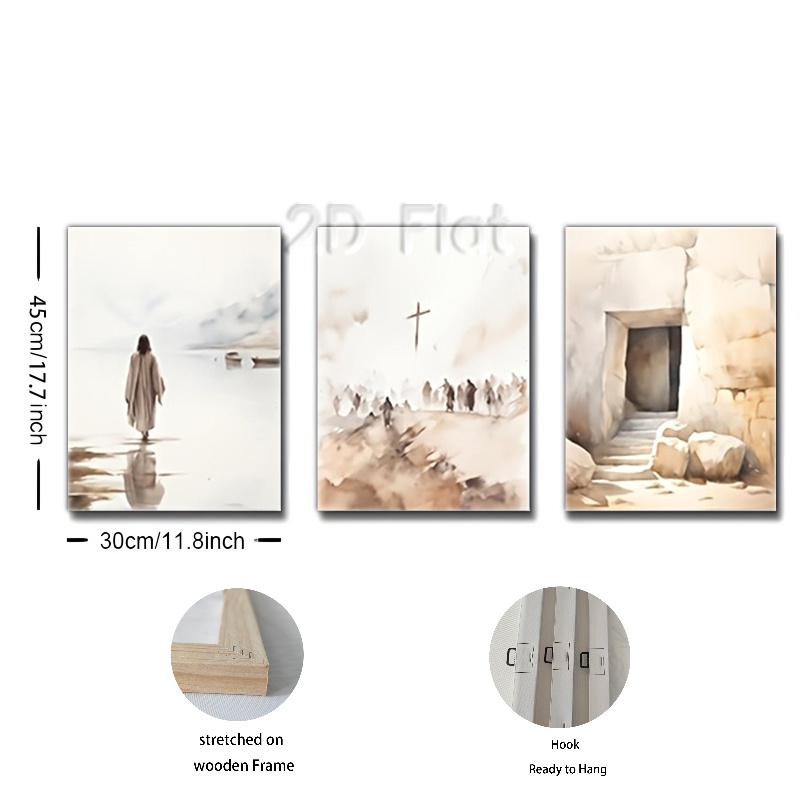 2D Flat
45cm/17.7inch
30cm/11.8inch
stretched on
wooden Frame
Hook
Ready to Hang